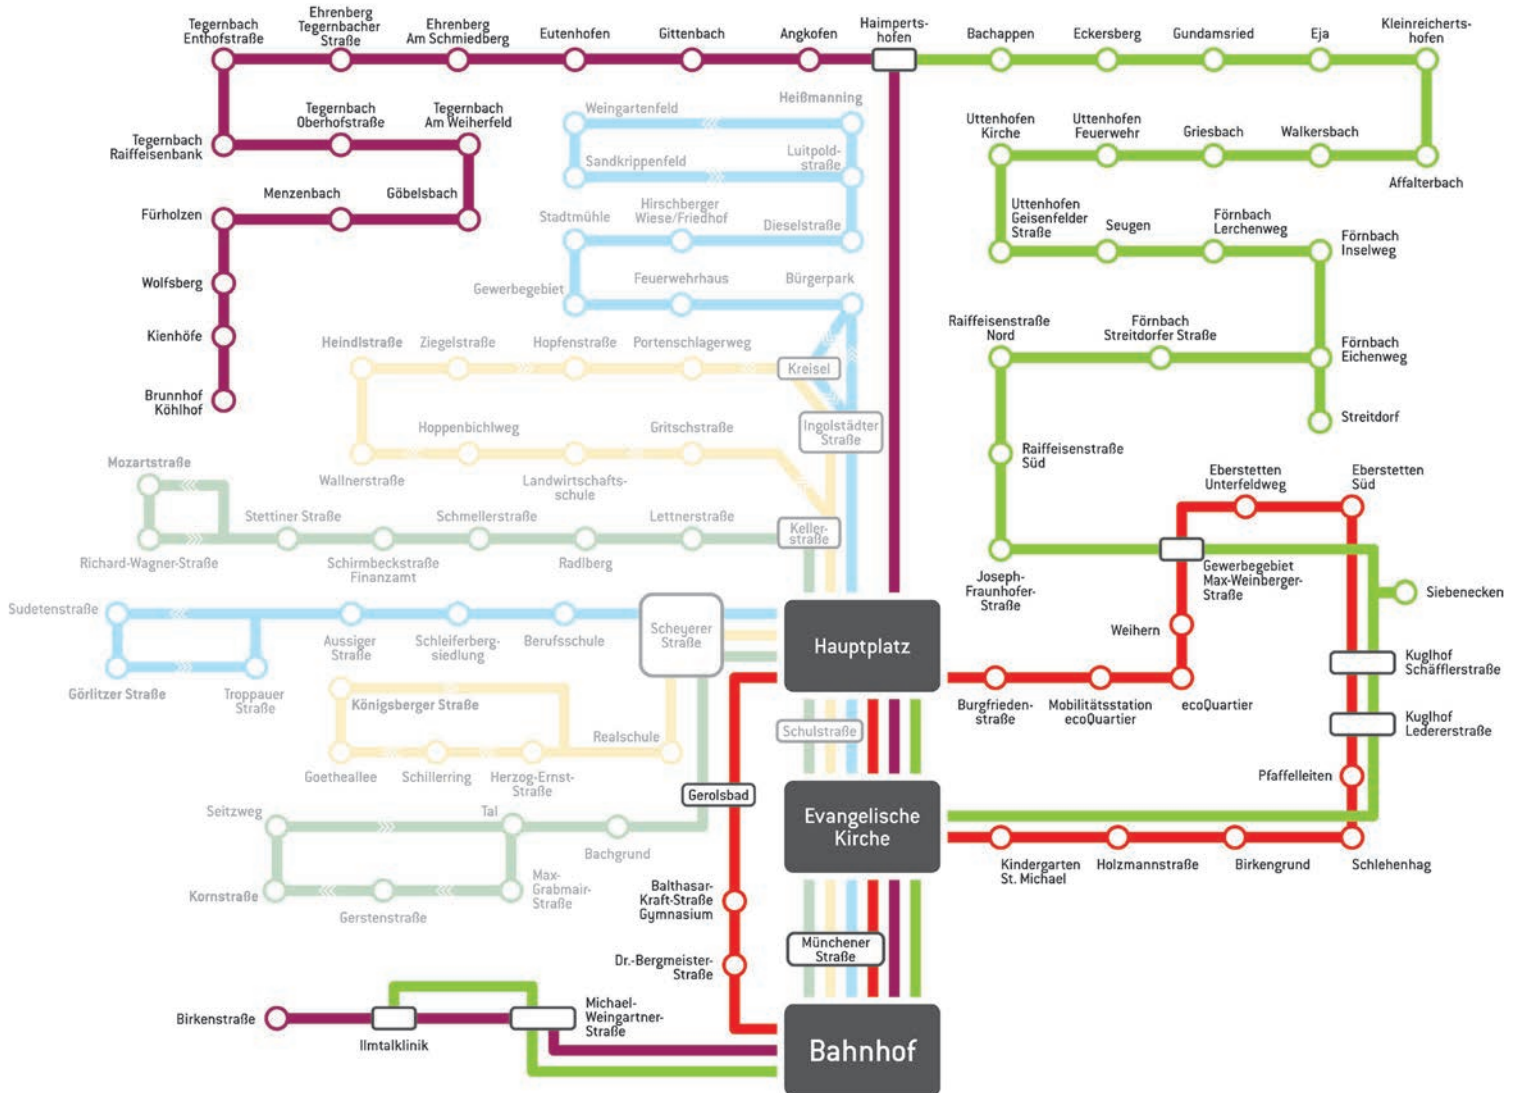 Tegernbach
Enthofstraße
Ehrenberg
Tegernbacher
Straße
Ehrenberg
Am Schmiedberg
Eutenhofen
Gittenbach
Angkofen
Haimperts-
hofen
Bachappen
Eckersberg
Gundamsried
Eja
Kleinreicherts-
hofen
Tegernbach
Raiffeisenbank
Tegernbach
Oberhofstraße
Tegernbach
Am Weiherfeld
Weingartenfeld
Heißmanning
Sandkrippenfeld
Luitpold-
straße
Uttenhofen
Kirche
Uttenhofen
Feuerwehr
Griesbach
Walkersbach
Affalterbach
Fürholzen
Menzenbach
Göbelsbach
Stadtmühle
Hirschberger
Wiese/Friedhof
Dieselstraße
Uttenhofen
Geisenfelder
Straße
Seugen
Förnbach
Lerchenweg
Förnbach
Inselweg
Wolfsberg
Gewerbegebiet
Feuerwehrhaus
Bürgerpark
Kienhöfe
Heindlstraße
Ziegelstraße
Hopfenstraße
Portenschlagerweg
Kreisel
Raiffeisenstraße
Nord
Förnbach
Streitdorfer Straße
Förnbach
Eichenweg
Brunnhof
Köhlhof
Streitdorf
Hoppenbichlweg
Gritschstraße
Ingolstädter
Straße
Wallnerstraße
Landwirtschafts-
schule
Raiffeisenstraße
Süd
Mozartstraße
Eberstetten
Unterfeldweg
Eberstetten
Süd
Stettiner Straße
Schmellerstraße
Lettnerstraße
Keller-
straße
Richard-Wagner-Straße
Schirmbeckstraße
Finanzamt
Radlberg
Joseph-
Fraunhofer-
Straße
Gewerbegebiet
Max-Weinberger-
Straße
Siebenecken
Sudetenstraße
Aussiger
Straße
Schleiferberg-
siedlung
Berufsschule
Scheyerer
Straße
Hauptplatz
Weihern
Kuglhof
Schäfflerstraße
Görlitzer Straße
Troppauer
Straße
Königsberger Straße
Burgfrieden-
straße
Mobilitätsstation
ecoQuartier
ecoQuartier
Kuglhof
Ledererstraße
Realschule
Schulstraße
Goetheallee
Schillerring
Herzog-Ernst-
Straße
Pfaffelleiten
Gerolsbad
Seitzweg
Tal
Evangelische
Kirche
Bachgrund
Kindergarten
St. Michael
Holzmannstraße
Birkengrund
Schlehenhag
Kornstraße
Gerstenstraße
Max-
Grabmair-
Straße
Balthasar-
Kraft-Straße
Gymnasium
Münchener
Straße
Dr.-Bergmeister-
Straße
Birkenstraße
Ilmtalklinik
Michael-
Weingartner-
Straße
Bahnhof